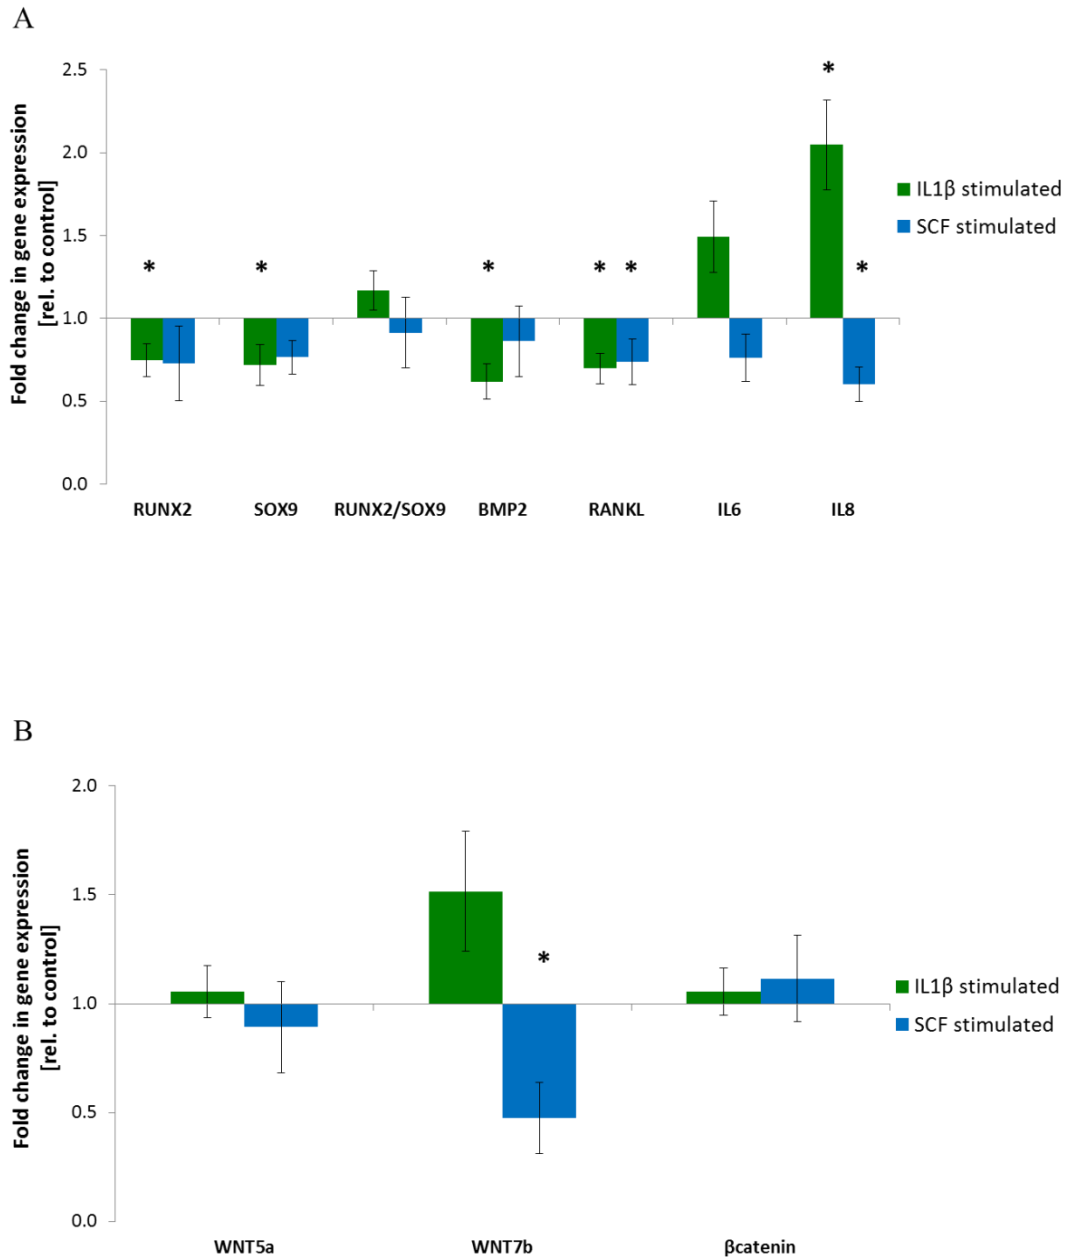 A
Fold change in gene expression
[rel. to control]
2.5
2.0
1.5
1.0
0.5
0.0
*
*
*
*
*
*
*
RUNX2
SOX9
RUNX2/SOX9
BMP2
RANKL
IL6
IL8
IL1β stimulated
SCF stimulated
B
Fold change in gene expression
[rel. to control]
2.0
1.5
1.0
0.5
0.0
*
WNT5a
WNT7b
βcatenin
IL1β stimulated
SCF stimulated